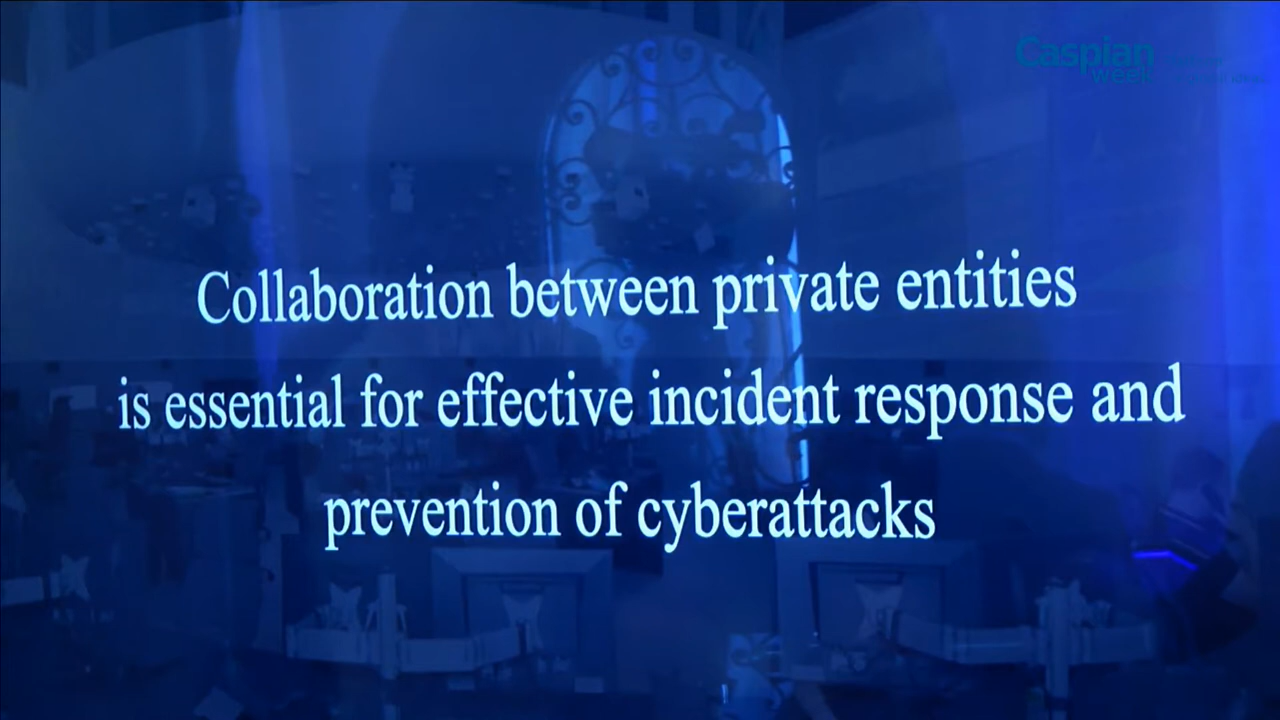 Caspian
week
Collaboration between private entities
is essential for effective incident response and
prevention of cyberattacks